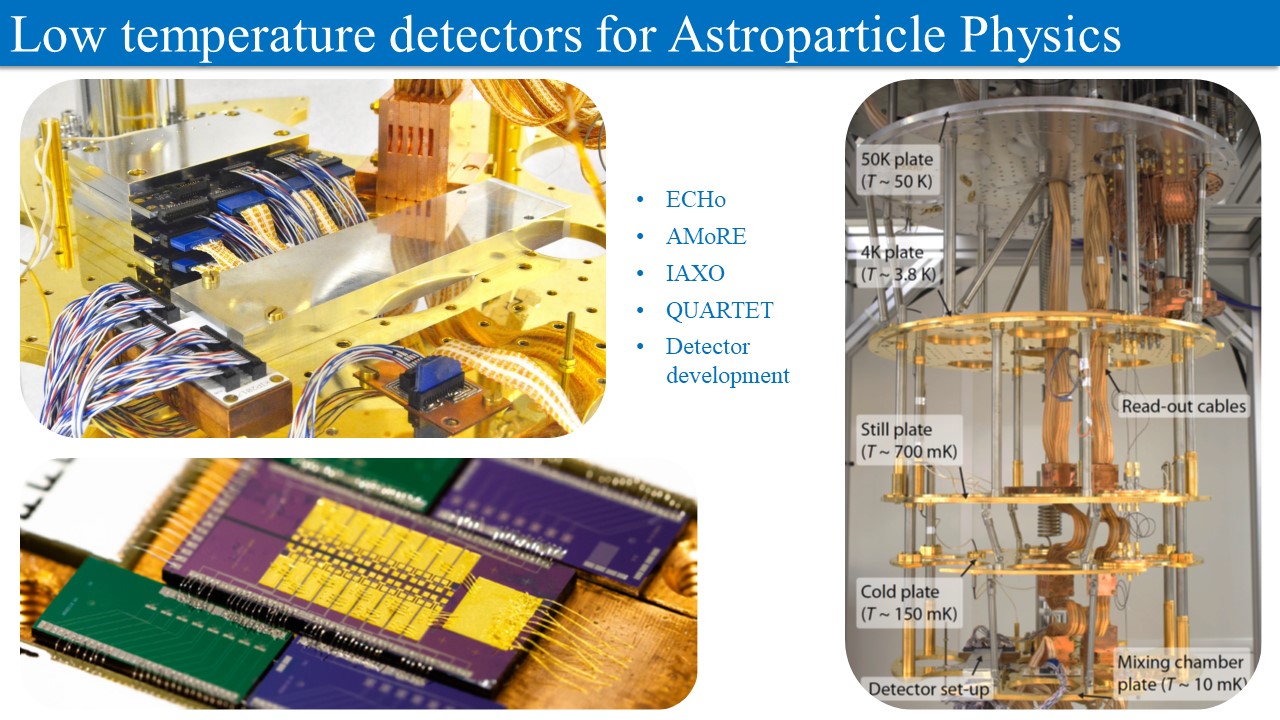 Low temperature detectors for Astroparticle Physics
• ECHo
• AMoRE
• IAXO
• QUARTET
• Detector
development
50K plate
(T ~ 50 K)
4K plate
(T ~ 3.8 K)
Read-out cables
Still plate
(T ~ 700 mK)
Cold plate
(T ~ 150 mK)
Mixing chamber
plate (T ~ 10 mK)
Detector set-up